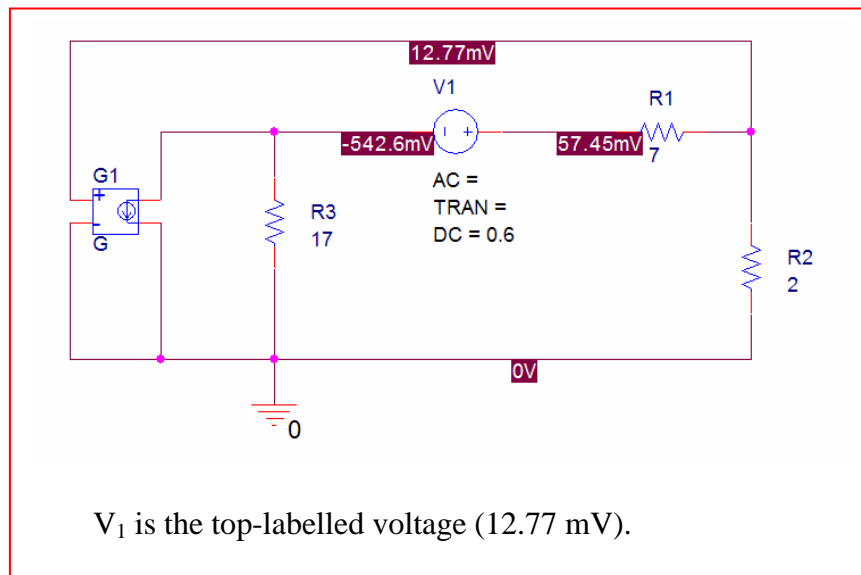 12.77mV
V1
R1
-542.6mV
57.45mV
7
G1
G
R3
17
AC =
TRAN =
DC = 0.6
R2
2
0V
0
V₁ is the top-labelled voltage (12.77 mV).